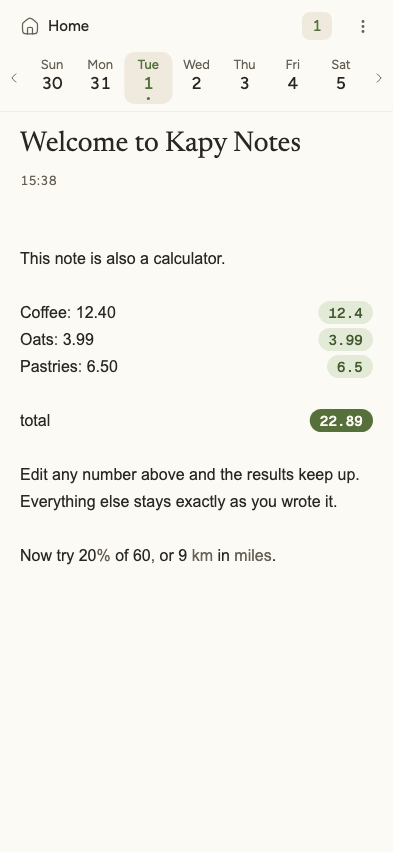 Home 1
Sun Mon Tue Wed Thu Fri Sat
30 31 1 2 3 4 5
Welcome to Kapy Notes
15:38
This note is also a calculator.
Coffee: 12.40 12.4
Oats: 3.99 3.99
Pastries: 6.50 6.5
total 22.89
Edit any number above and the results keep up.
Everything else stays exactly as you wrote it.
Now try 20% of 60, or 9 km in miles.